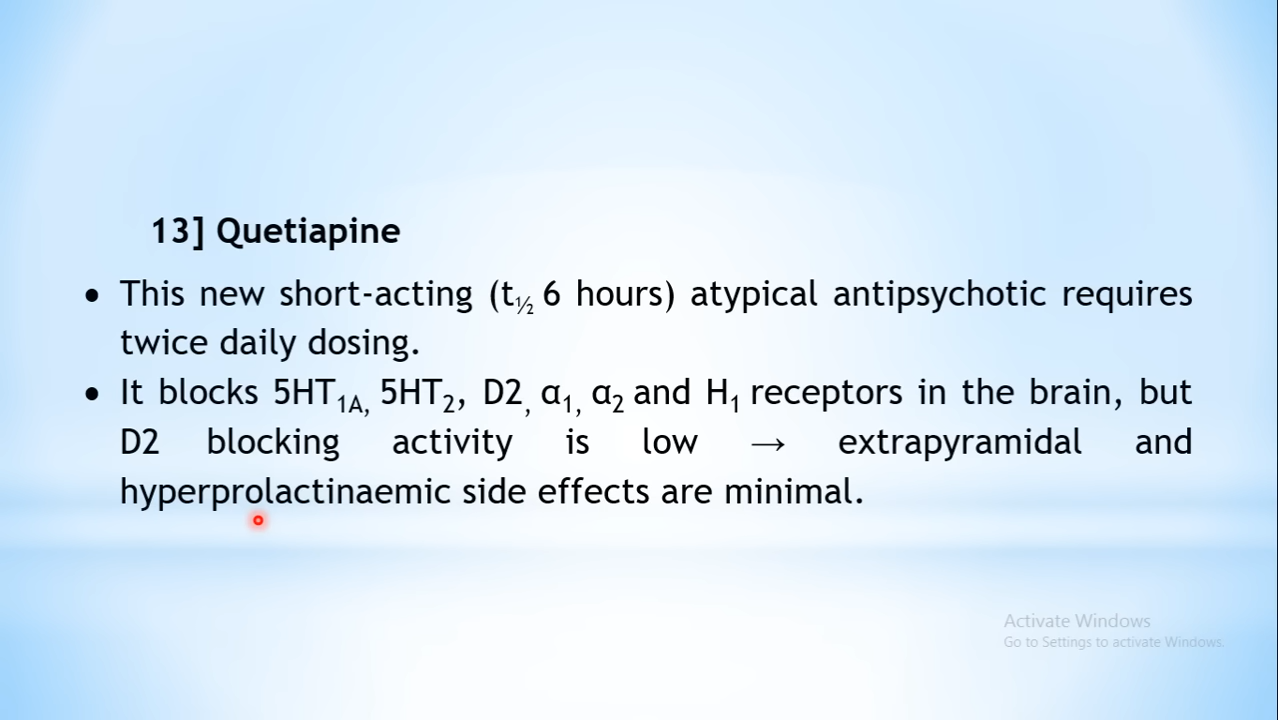 13] Quetiapine
• This new short-acting (t½ 6 hours) atypical antipsychotic requires
twice daily dosing.
• It blocks 5HT1A, 5HT2, D2, α1, α2 and H1 receptors in the brain, but
D2 blocking activity is low → extrapyramidal and
hyperprolactinaemic side effects are minimal.
Activate Windows
Go to Settings to activate Windows.